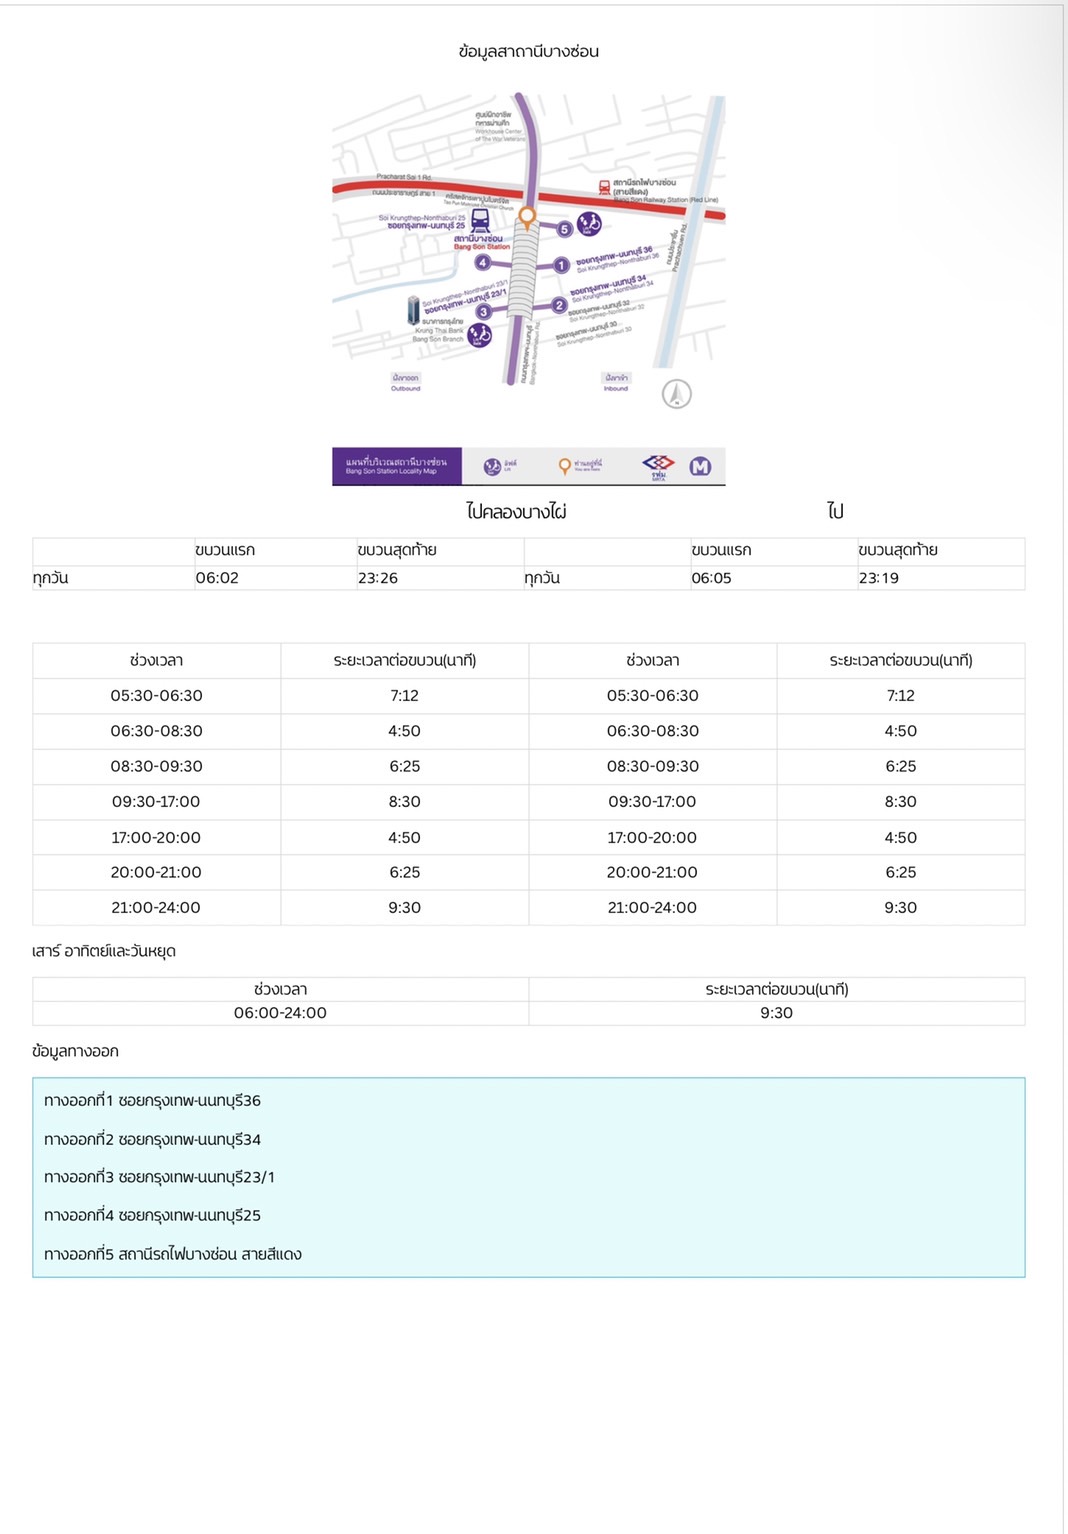 ข้อมูลสาถานีบางซ่อน
ศูนย์ฝึกอาชีพ
ทหารผ่านศึก
Workhouse Center
of The War Veterans
Pracharat Sai 1 Rd.
ถนนประชาราษฎร์ สาย 1
คริสตจักรเตาปูนไมตรีจิต
Tao Pun Maitrichit Christian Church
สถานีรถไฟบางซ่อน
(สายสีแดง)
Bang Son Railway Station (Red Line)
Soi Krungthep-Nonthaburi 25
ซอยกรุงเทพ-นนทบุรี 25
สถานีบางซ่อน
Bang Son Station
5
4
1
ซอยกรุงเทพ-นนทบุรี 36
Soi Krungthep-Nonthaburi 36
ถนนประชาชื่น
Prachachuen Rd.
Soi Krungthep-Nonthaburi 23/1
ซอยกรุงเทพ-นนทบุรี 23/1
3
2
ซอยกรุงเทพ-นนทบุรี 34
Soi Krungthep-Nonthaburi 34
ซอยกรุงเทพ-นนทบุรี 32
Soi Krungthep-Nonthaburi 32
ซอยกรุงเทพ-นนทบุรี 30
Soi Krungthep-Nonthaburi 30
ธนาคารกรุงไทย
Krung Thai Bank
Bang Son Branch
ถนนกรุงเทพฯ-นนทบุรี
Bangkok-Nonthaburi Rd.
ฝั่งขาออก
Outbound
ฝั่งขาเข้า
Inbound
N
แผนที่บริเวณสถานีบางซ่อน
Bang Son Station Locality Map
ลิฟต์
Lift
ท่านอยู่ที่นี่
You are here
รฟม.
MRTA
M
ไปคลองบางไผ่ ไป
ขบวนแรก ขบวนสุดท้าย ขบวนแรก ขบวนสุดท้าย
ทุกวัน 06:02 23:26 ทุกวัน 06:05 23:19
ช่วงเวลา ระยะเวลาต่อขบวน(นาที) ช่วงเวลา ระยะเวลาต่อขบวน(นาที)
05:30-06:30 7:12 05:30-06:30 7:12
06:30-08:30 4:50 06:30-08:30 4:50
08:30-09:30 6:25 08:30-09:30 6:25
09:30-17:00 8:30 09:30-17:00 8:30
17:00-20:00 4:50 17:00-20:00 4:50
20:00-21:00 6:25 20:00-21:00 6:25
21:00-24:00 9:30 21:00-24:00 9:30
เสาร์ อาทิตย์และวันหยุด
ช่วงเวลา ระยะเวลาต่อขบวน(นาที)
06:00-24:00 9:30
ข้อมูลทางออก
ทางออกที่1 ซอยกรุงเทพ-นนทบุรี36
ทางออกที่2 ซอยกรุงเทพ-นนทบุรี34
ทางออกที่3 ซอยกรุงเทพ-นนทบุรี23/1
ทางออกที่4 ซอยกรุงเทพ-นนทบุรี25
ทางออกที่5 สถานีรถไฟบางซ่อน สายสีแดง